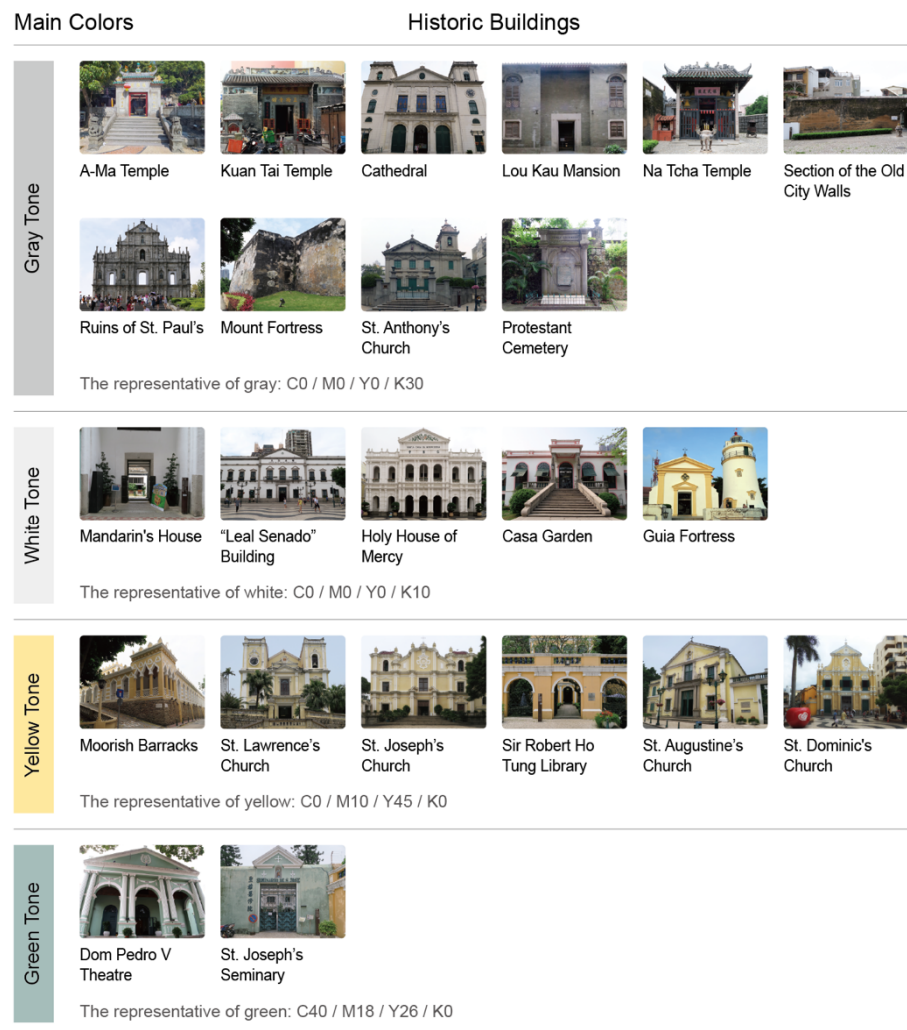 Main Colors
Historic Buildings
Gray Tone
A-Ma Temple
Kuan Tai Temple
Cathedral
Lou Kau Mansion
Na Tcha Temple
Section of the Old
City Walls
Ruins of St. Paul’s
Mount Fortress
St. Anthony’s
Church
Protestant
Cemetery
The representative of gray: C0 / M0 / Y0 / K30
White Tone
Mandarin's House
“Leal Senado”
Building
Holy House of
Mercy
Casa Garden
Guia Fortress
The representative of white: C0 / M0 / Y0 / K10
Yellow Tone
Moorish Barracks
St. Lawrence’s
Church
St. Joseph’s
Church
Sir Robert Ho
Tung Library
St. Augustine’s
Church
St. Dominic's
Church
The representative of yellow: C0 / M10 / Y45 / K0
Green Tone
Dom Pedro V
Theatre
St. Joseph’s
Seminary
The representative of green: C40 / M18 / Y26 / K0